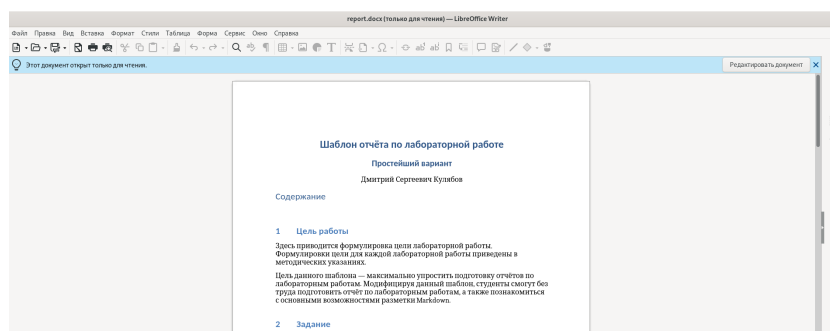 report.docx (только для чтения) — LibreOffice Writer
Файл Правка Вид Вставка Формат Стили Таблица Форма Сервис Окно Справка
Этот документ открыт только для чтения.
Редактировать документ
Шаблон отчёта по лабораторной работе
Простейший вариант
Дмитрий Сергеевич Кулябов
Содержание
1 Цель работы
Здесь приводится формулировка цели лабораторной работы.
Формулировки цели для каждой лабораторной работы приведены в
методических указаниях.
Цель данного шаблона — максимально упростить подготовку отчётов по
лабораторным работам. Модифицируя данный шаблон, студенты смогут без
труда подготовить отчёт по лабораторным работам, а также познакомиться
с основными возможностями разметки Markdown.
2 Задание